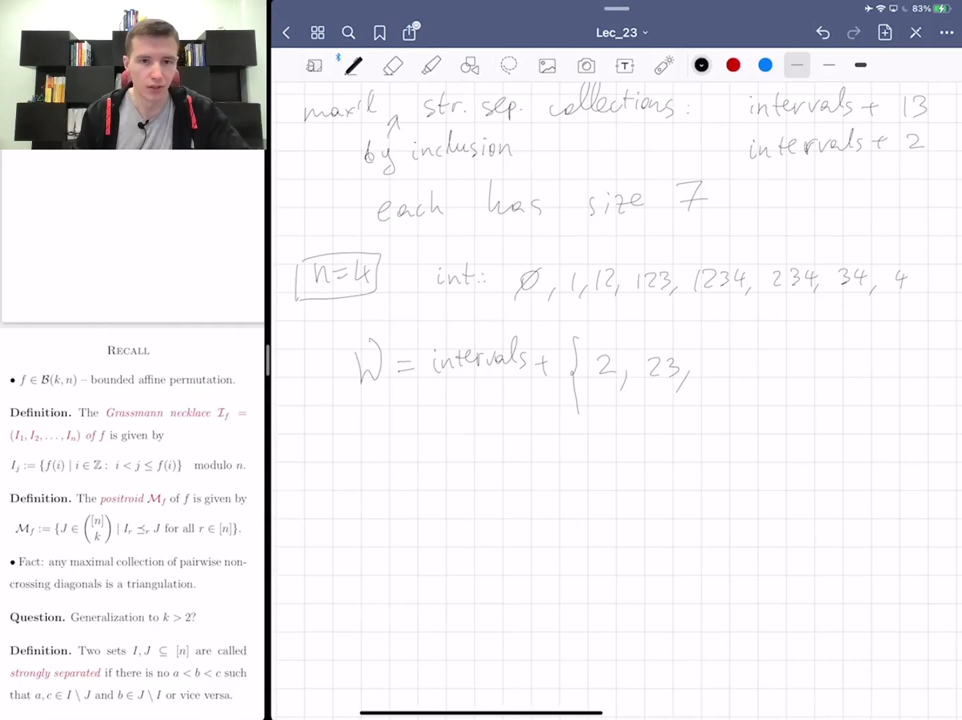 83%
Lec_23
max'l str. sep. collections: intervals + 13
by inclusion intervals + 2
each has size 7
n=4 int.: ∅, 1, 12, 123, 1234, 234, 34, 4
W = intervals + { 2, 23,
RECALL
• f ∈ B(k, n) – bounded affine permutation.
Definition. The Grassmann necklace I_f =
(I₁, I₂, . . . , Iₙ) of f is given by
I_j := {f(i) | i ∈ ℤ : i < j ≤ f(i)} modulo n.
Definition. The positroid M_f of f is given by
M_f := {J ∈ ([n] k) | I_r ⪯_r J for all r ∈ [n]}.
• Fact: any maximal collection of pairwise non-
crossing diagonals is a triangulation.
Question. Generalization to k > 2?
Definition. Two sets I, J ⊆ [n] are called
strongly separated if there is no a < b < c such
that a, c ∈ I \ J and b ∈ J \ I or vice versa.